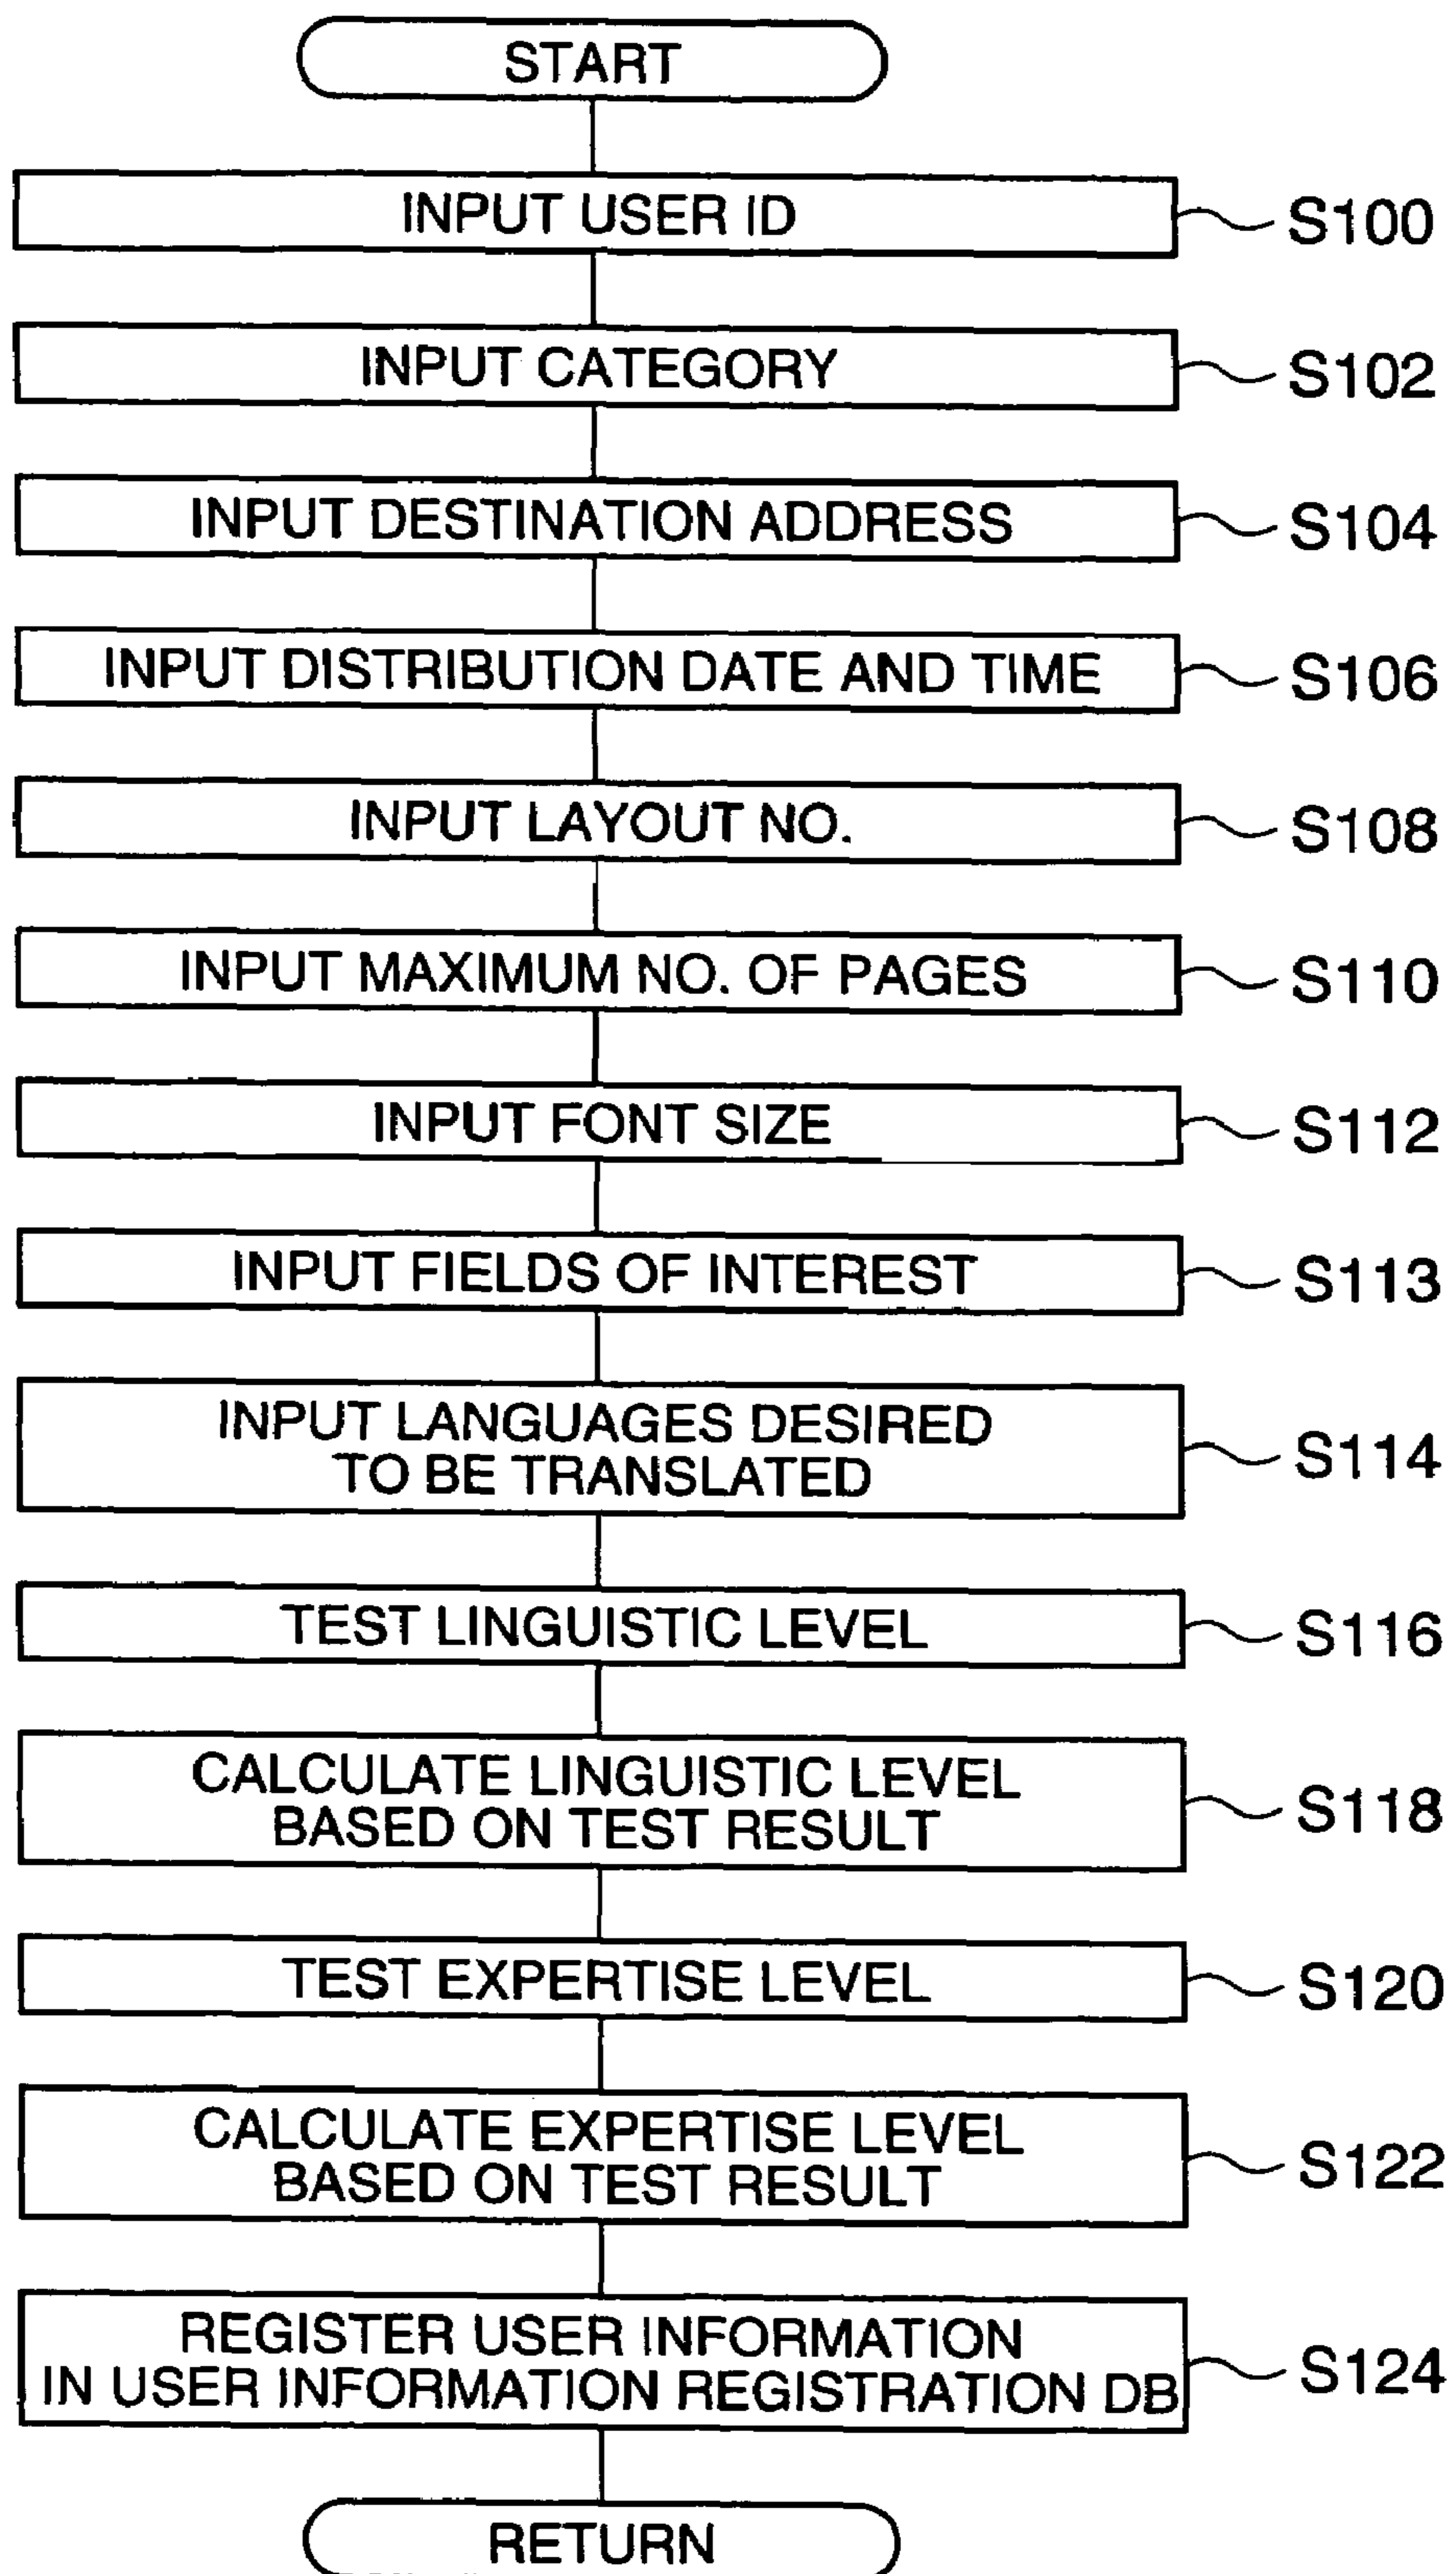 START
INPUT USER ID
S100
INPUT CATEGORY
S102
INPUT DESTINATION ADDRESS
S104
INPUT DISTRIBUTION DATE AND TIME
S106
INPUT LAYOUT NO.
S108
INPUT MAXIMUM NO. OF PAGES
S110
INPUT FONT SIZE
S112
INPUT FIELDS OF INTEREST
S113
INPUT LANGUAGES DESIRED
TO BE TRANSLATED
S114
TEST LINGUISTIC LEVEL
S116
CALCULATE LINGUISTIC LEVEL
BASED ON TEST RESULT
S118
TEST EXPERTISE LEVEL
S120
CALCULATE EXPERTISE LEVEL
BASED ON TEST RESULT
S122
REGISTER USER INFORMATION
IN USER INFORMATION REGISTRATION DB
S124
RETURN